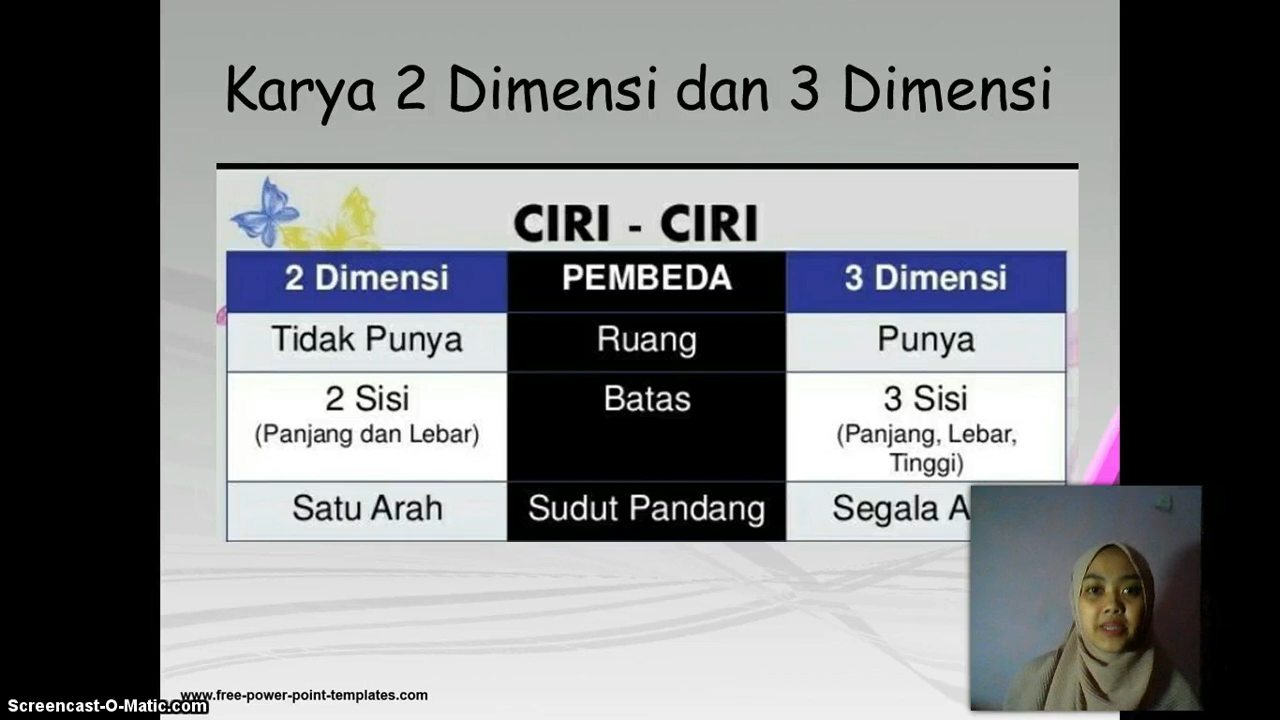 Karya 2 Dimensi dan 3 Dimensi
CIRI - CIRI
2 Dimensi PEMBEDA 3 Dimensi
Tidak Punya Ruang Punya
2 Sisi Batas 3 Sisi
(Panjang dan Lebar) (Panjang, Lebar,
Tinggi)
Satu Arah Sudut Pandang Segala
www.free-power-point-templates.com
Screencast-O-Matic.com